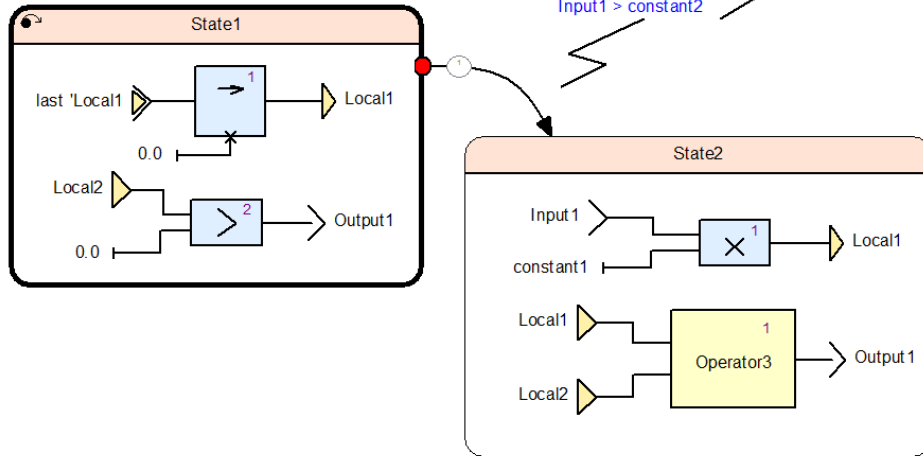 Input1 > constant2
State1
1
last 'Local1
Local1
0.0
1
State2
Local2
2
Output1
0.0
Input1
1
Local1
constant1
Local1
1
Operator3
Output1
Local2